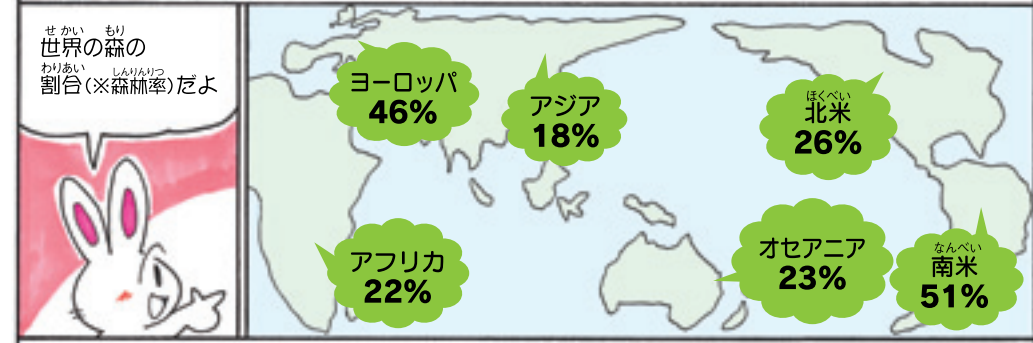 世界の森の
割合(※森林率)だよ
ヨーロッパ
46%
アジア
18%
北米
26%
アフリカ
22%
オセアニア
23%
南米
51%